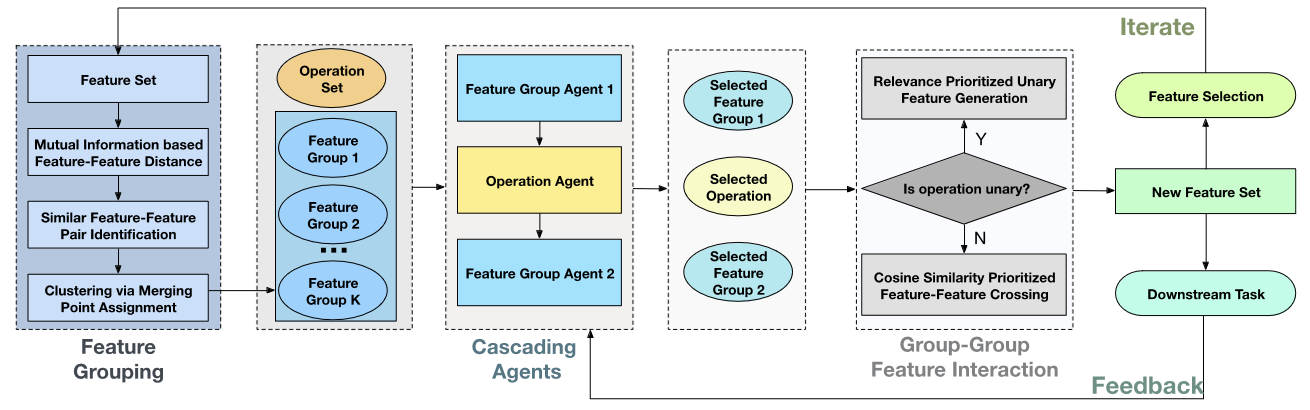 Iterate
Feature Set
Mutual Information based
Feature-Feature Distance
Similar Feature-Feature
Pair Identification
Clustering via Merging
Point Assignment
Feature
Grouping
Operation
Set
Feature
Group 1
Feature
Group 2
...
Feature
Group K
Feature Group Agent 1
Operation Agent
Feature Group Agent 2
Cascading
Agents
Selected
Feature
Group 1
Selected
Operation
Selected
Feature
Group 2
Relevance Prioritized Unary
Feature Generation
Y
Is operation unary?
N
Cosine Similarity Prioritized
Feature-Feature Crossing
Group-Group
Feature Interaction
Feature Selection
New Feature Set
Downstream Task
Feedback